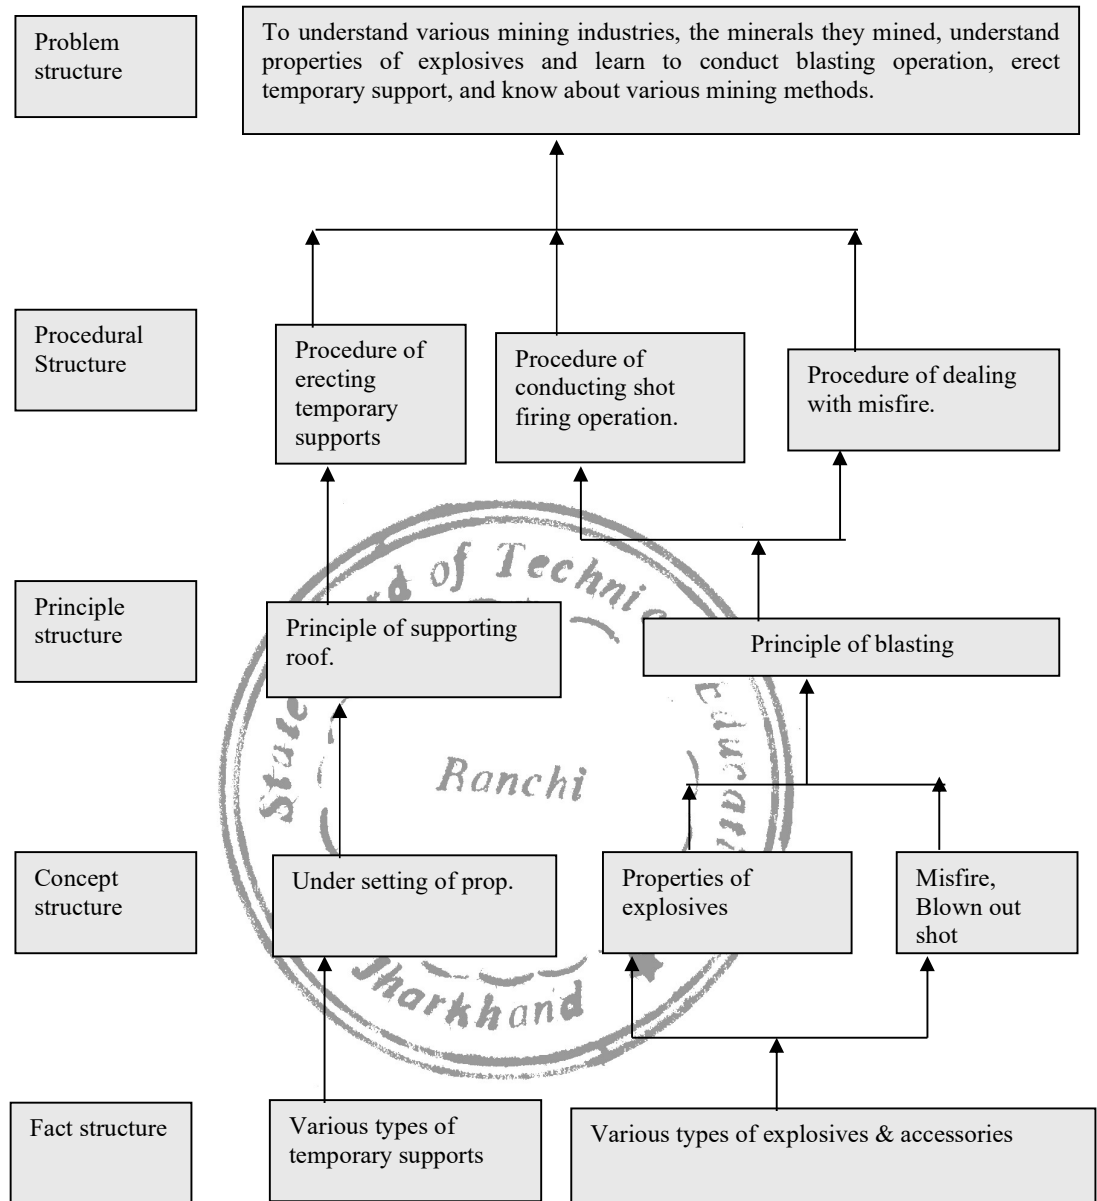 Problem
structure
To understand various mining industries, the minerals they mined, understand
properties of explosives and learn to conduct blasting operation, erect
temporary support, and know about various mining methods.
Procedural
Structure
Procedure of
erecting
temporary
supports
Procedure of
conducting shot
firing operation.
Procedure of dealing
with misfire.
Principle
structure
Principle of supporting
roof.
Principle of blasting
Concept
structure
Under setting of prop.
Properties of
explosives
Misfire,
Blown out
shot
Fact structure
Various types of
temporary supports
Various types of explosives & accessories
State
of Technic
Ranchi
Jharkhand